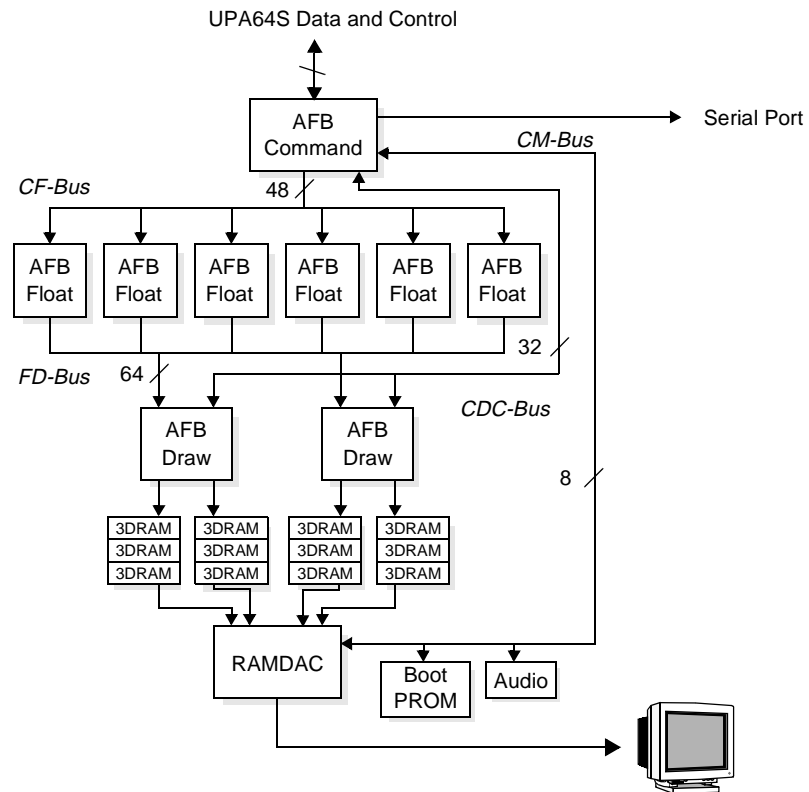 UPA64S Data and Control
AFB
Command
Serial Port
CM-Bus
CF-Bus
48
AFB
Float
AFB
Float
AFB
Float
AFB
Float
AFB
Float
AFB
Float
32
FD-Bus
64
CDC-Bus
AFB
Draw
AFB
Draw
8
3DRAM
3DRAM
3DRAM
3DRAM
3DRAM
3DRAM
3DRAM
3DRAM
3DRAM
3DRAM
3DRAM
3DRAM
RAMDAC
Boot
PROM
Audio